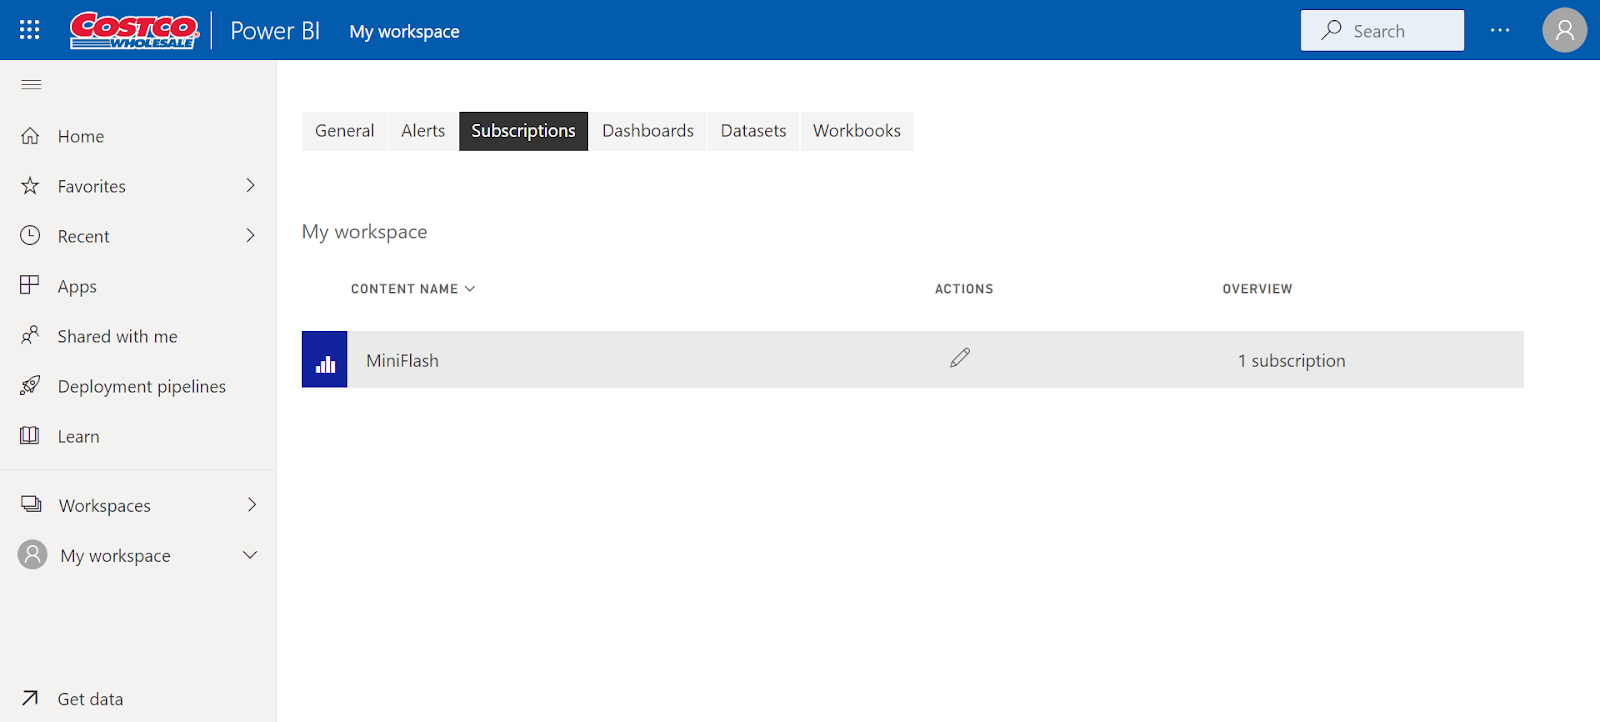 COSTCO WHOLESALE Power BI My workspace Search
Home
Favorites
Recent
Apps
Shared with me
Deployment pipelines
Learn
Workspaces
My workspace
Get data
General Alerts Subscriptions Dashboards Datasets Workbooks
My workspace
CONTENT NAME ACTIONS OVERVIEW
MiniFlash 1 subscription